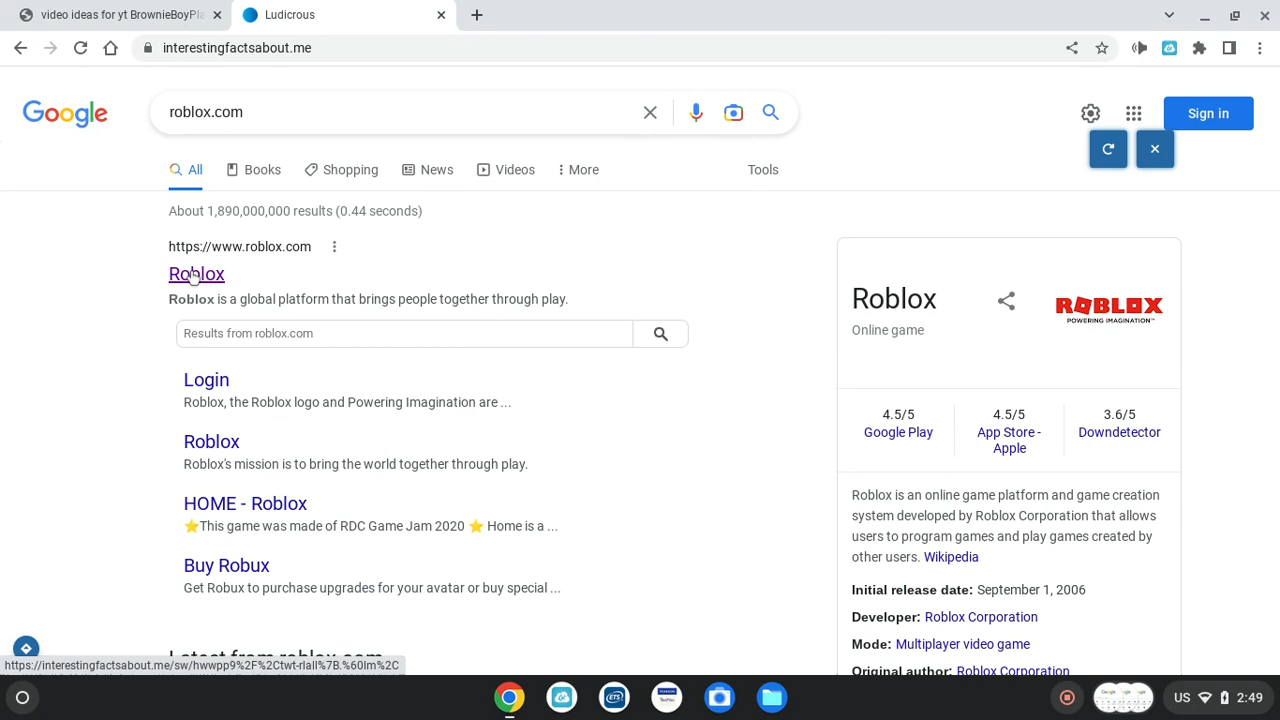 video ideas for yt BrownieBoyPla
Ludicrous
interestingfactsabout.me
Google
roblox.com
Sign in
All
Books
Shopping
News
Videos
More
Tools
About 1,890,000,000 results (0.44 seconds)
https://www.roblox.com
Roblox
Roblox is a global platform that brings people together through play.
Results from roblox.com
Login
Roblox, the Roblox logo and Powering Imagination are ...
Roblox
Roblox's mission is to bring the world together through play.
HOME - Roblox
⭐This game was made of RDC Game Jam 2020 ⭐ Home is a ...
Buy Robux
Get Robux to purchase upgrades for your avatar or buy special ...
Latest from roblox.com
Roblox
Online game
ROBLOX
POWERING IMAGINATION™
4.5/5
Google Play
4.5/5
App Store -
Apple
3.6/5
Downdetector
Roblox is an online game platform and game creation
system developed by Roblox Corporation that allows
users to program games and play games created by
other users. Wikipedia
Initial release date: September 1, 2006
Developer: Roblox Corporation
Mode: Multiplayer video game
Original author: Roblox Corporation
https://interestingfactsabout.me/sw/hwwpp9%2F%2Ctwt-rlall%7B.%60Im%2C
ETS
US
2:49